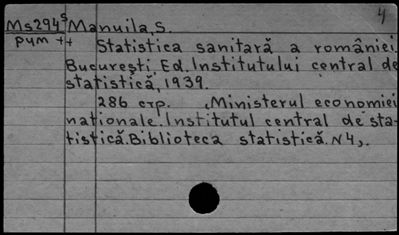 4
Ms294s Manuila, S.
рум ++ Statistica sanitară a româniei.
București, Ed. Institutului central de
statistică, 1939.
286 стр. , Ministerul economiei
naționale. Institutul central de sta-
tistică. Biblioteca statistică. N4,.